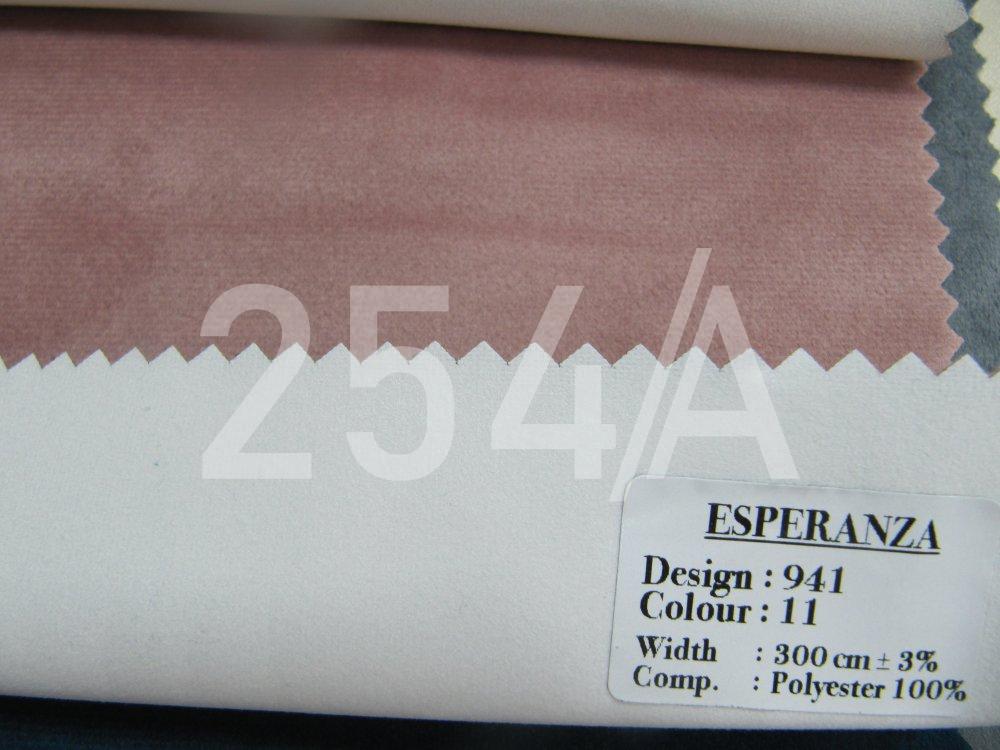 254/A
ESPERANZA
Design : 941
Colour : 11
Width : 300 cm ± 3%
Comp. : Polyester 100%